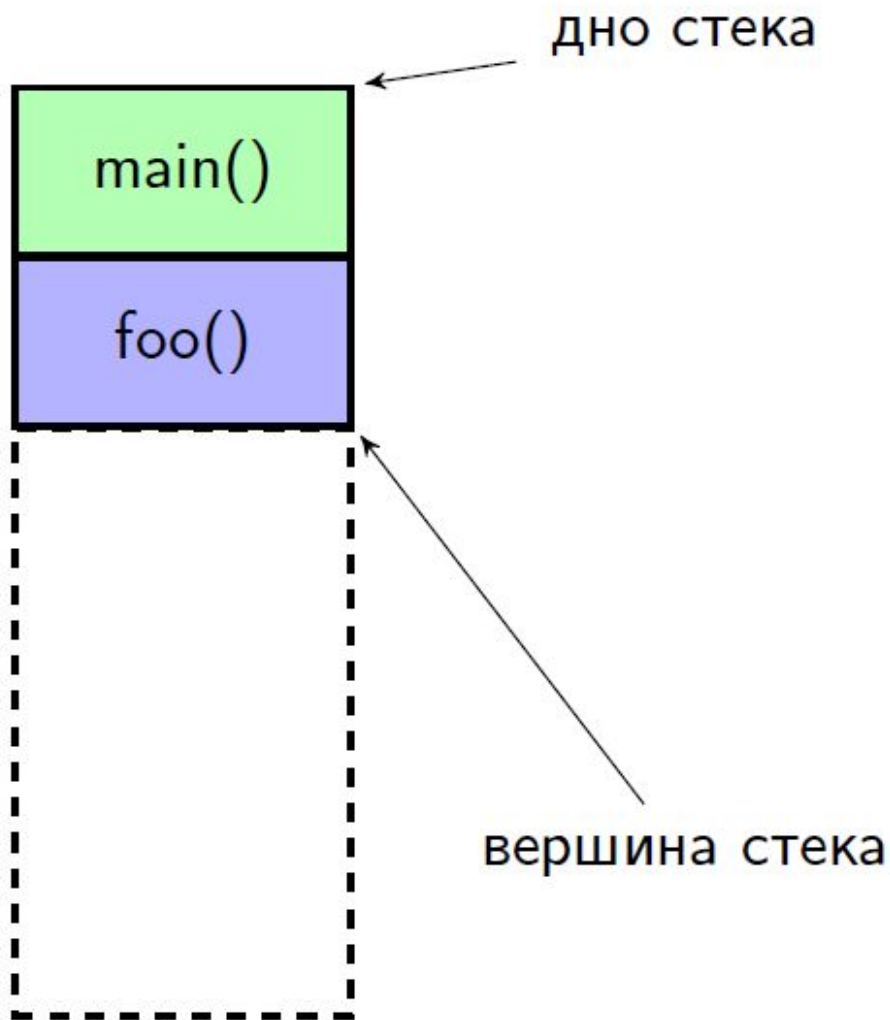 дно стека
main()
foo()
вершина стека